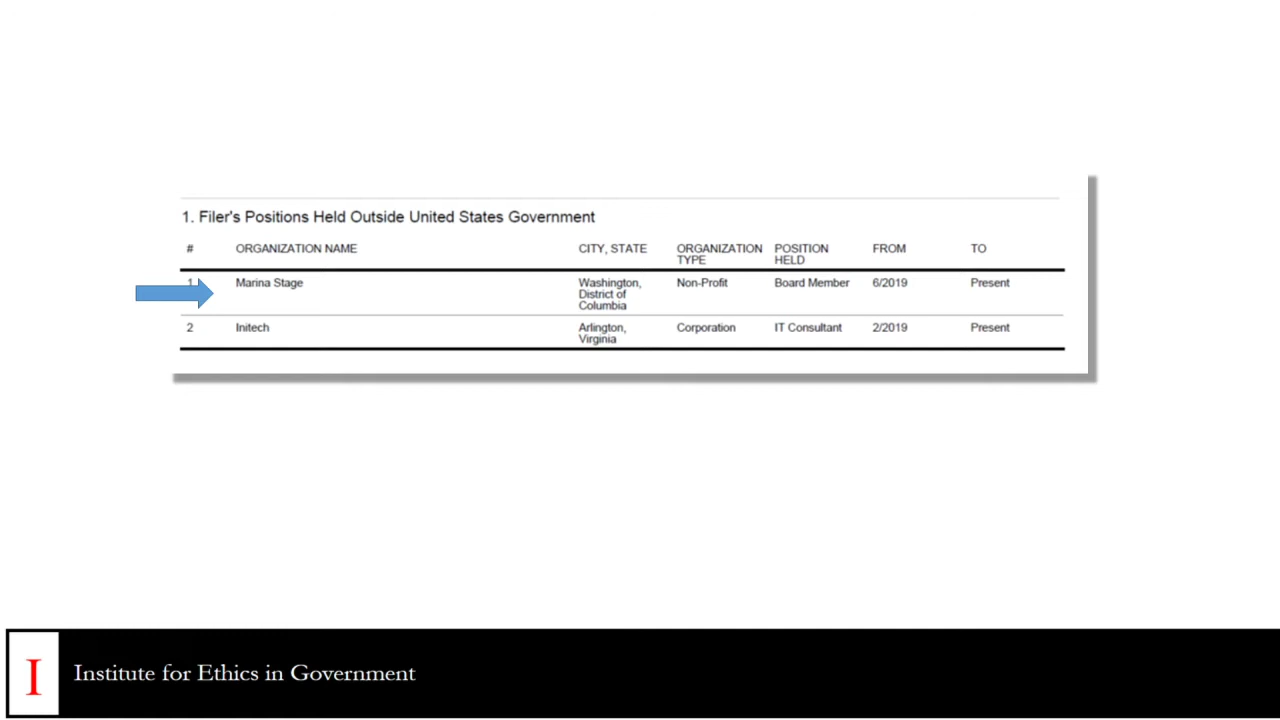 1. Filer's Positions Held Outside United States Government
# ORGANIZATION NAME CITY, STATE ORGANIZATION TYPE POSITION HELD FROM TO
1 Marina Stage Washington, District of Columbia Non-Profit Board Member 6/2019 Present
2 Initech Arlington, Virginia Corporation IT Consultant 2/2019 Present
I Institute for Ethics in Government